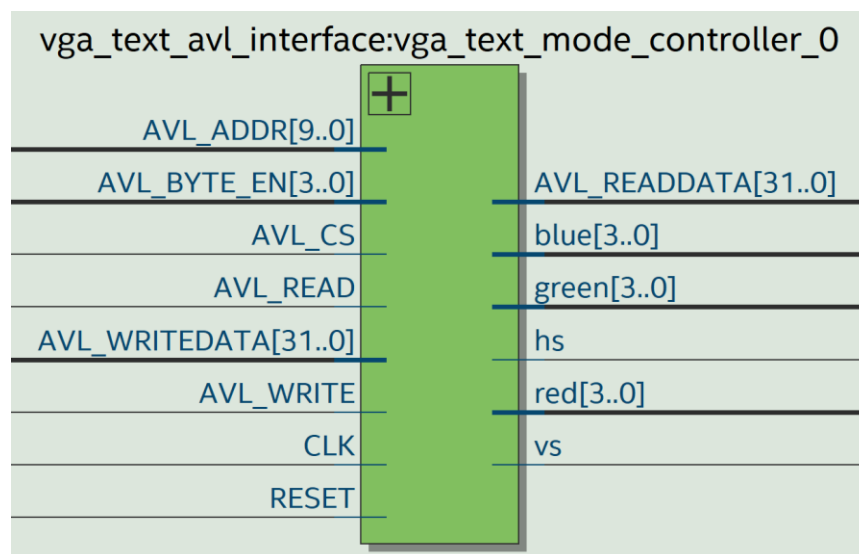 vga_text_avl_interface:vga_text_mode_controller_0
AVL_ADDR[9..0]
AVL_BYTE_EN[3..0]
AVL_CS
AVL_READ
AVL_WRITEDATA[31..0]
AVL_WRITE
CLK
RESET
AVL_READDATA[31..0]
blue[3..0]
green[3..0]
hs
red[3..0]
vs